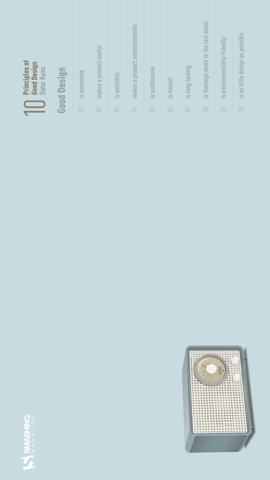 10 Principles of
Good Design
Dieter Rams
Good Design
01 is innovative
02 makes a product useful
03 is aesthetic
04 makes a product understandable
05 is unobtrusive
06 is honest
07 is long-lasting
08 is thorough down to the last detail
09 is environmentally-friendly
10 is as little design as possible
SMASHING
MAGAZINE